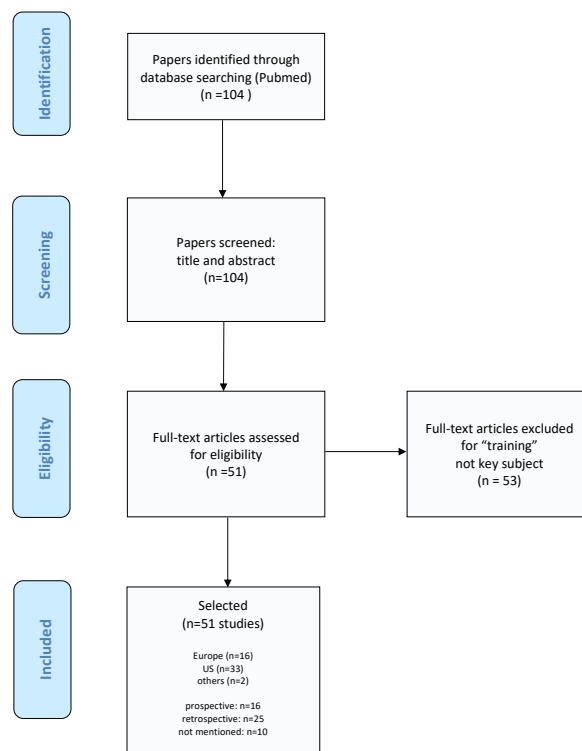 Identification
Papers identified through
database searching (Pubmed)
(n =104 )
Screening
Papers screened:
title and abstract
(n=104)
Eligibility
Full-text articles assessed
for eligibility
(n =51)
Full-text articles excluded
for “training”
not key subject
(n = 53)
Included
Selected
(n=51 studies)
Europe (n=16)
US (n=33)
others (n=2)
prospective: n=16
retrospective: n=25
not mentioned: n=10